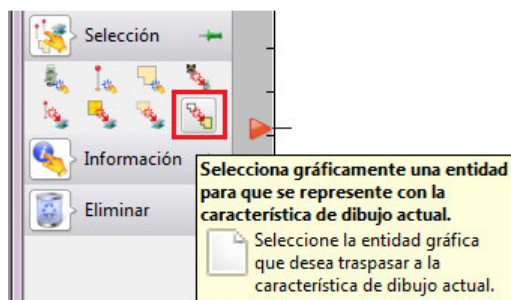 Selección
Información
Eliminar
Selecciona gráficamente una entidad
para que se represente con la
característica de dibujo actual.
Seleccione la entidad gráfica
que desea traspasar a la
característica de dibujo actual.